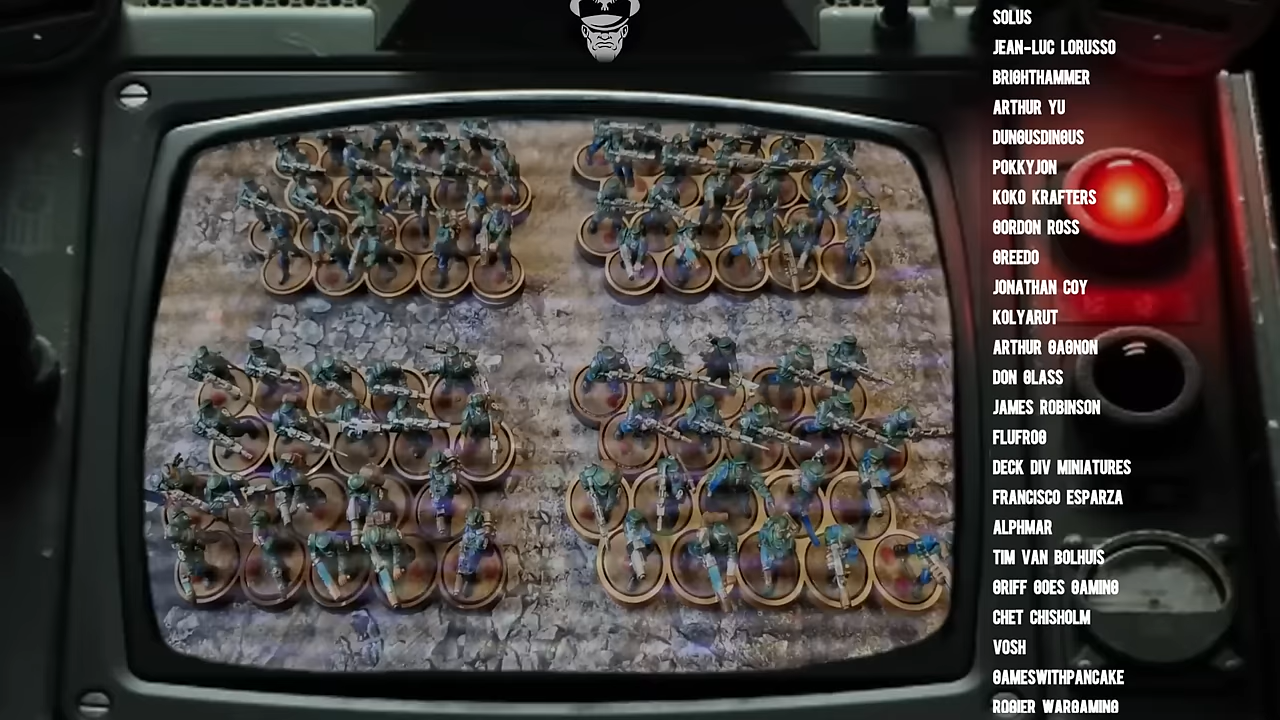 SOLUS
JEAN-LUC LORUSSO
BRIGHTHAMMER
ARTHUR YU
DUNGUSDINGUS
POKKYJON
KOKO KRAFTERS
GORDON ROSS
GREEDO
JONATHAN COY
KOLYARUT
ARTHUR GAGNON
DON GLASS
JAMES ROBINSON
FLUFROG
DECK DIV MINIATURES
FRANCISCO ESPARZA
ALPHMAR
TIM VAN BOLHUIS
GRIFF GOES GAMING
CHET CHISHOLM
VOSH
GAMESWITHPANCAKE
ROGIER WARGAMING